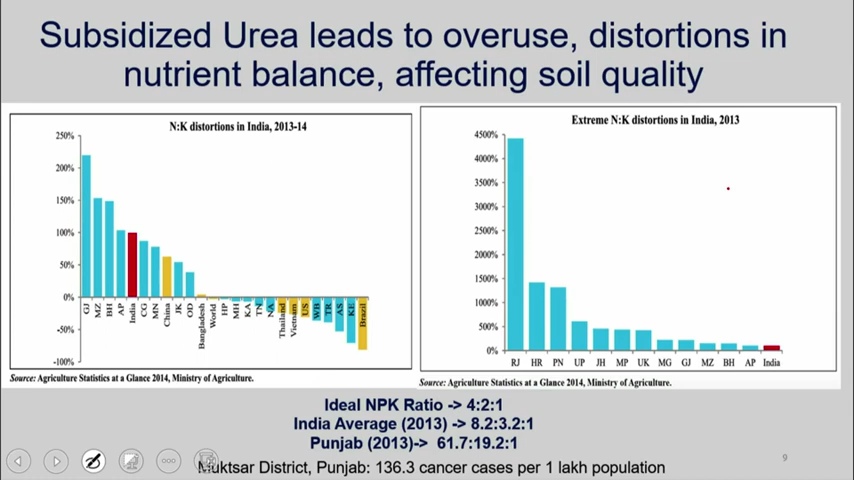 Subsidized Urea leads to overuse, distortions in
nutrient balance, affecting soil quality
N:K distortions in India, 2013-14
250%
200%
150%
100%
50%
0%
-50%
-100%
GJ
MZ
BH
AP
India
CG
MN
China
JK
OD
Bangladesh
World
HP
MH
KA
TN
NA
Thailand
Vietnam
US
WB
TR
AS
KE
Brazil
Source: Agriculture Statistics at a Glance 2014, Ministry of Agriculture.
Extreme N:K distortions in India, 2013
4500%
4000%
3500%
3000%
2500%
2000%
1500%
1000%
500%
0%
RJ HR PN UP JH MP UK MG GJ MZ BH AP India
Source: Agriculture Statistics at a Glance 2014, Ministry of Agriculture.
Ideal NPK Ratio -> 4:2:1
India Average (2013) -> 8.2:3.2:1
Punjab (2013)-> 61.7:19.2:1
Muktsar District, Punjab: 136.3 cancer cases per 1 lakh population
9